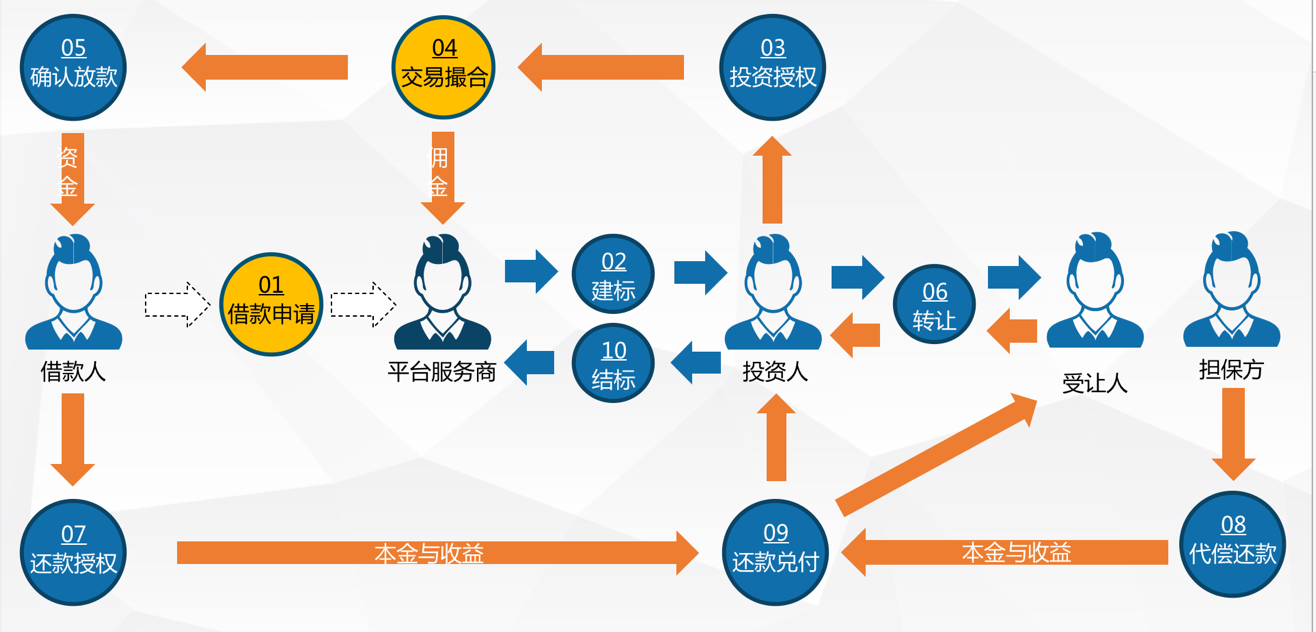 05
确认放款
04
交易撮合
03
投资授权
资
金
佣
金
01
借款申请
02
建标
06
转让
10
结标
借款人
平台服务商
投资人
受让人
担保方
07
还款授权
本金与收益
09
还款兑付
本金与收益
08
代偿还款